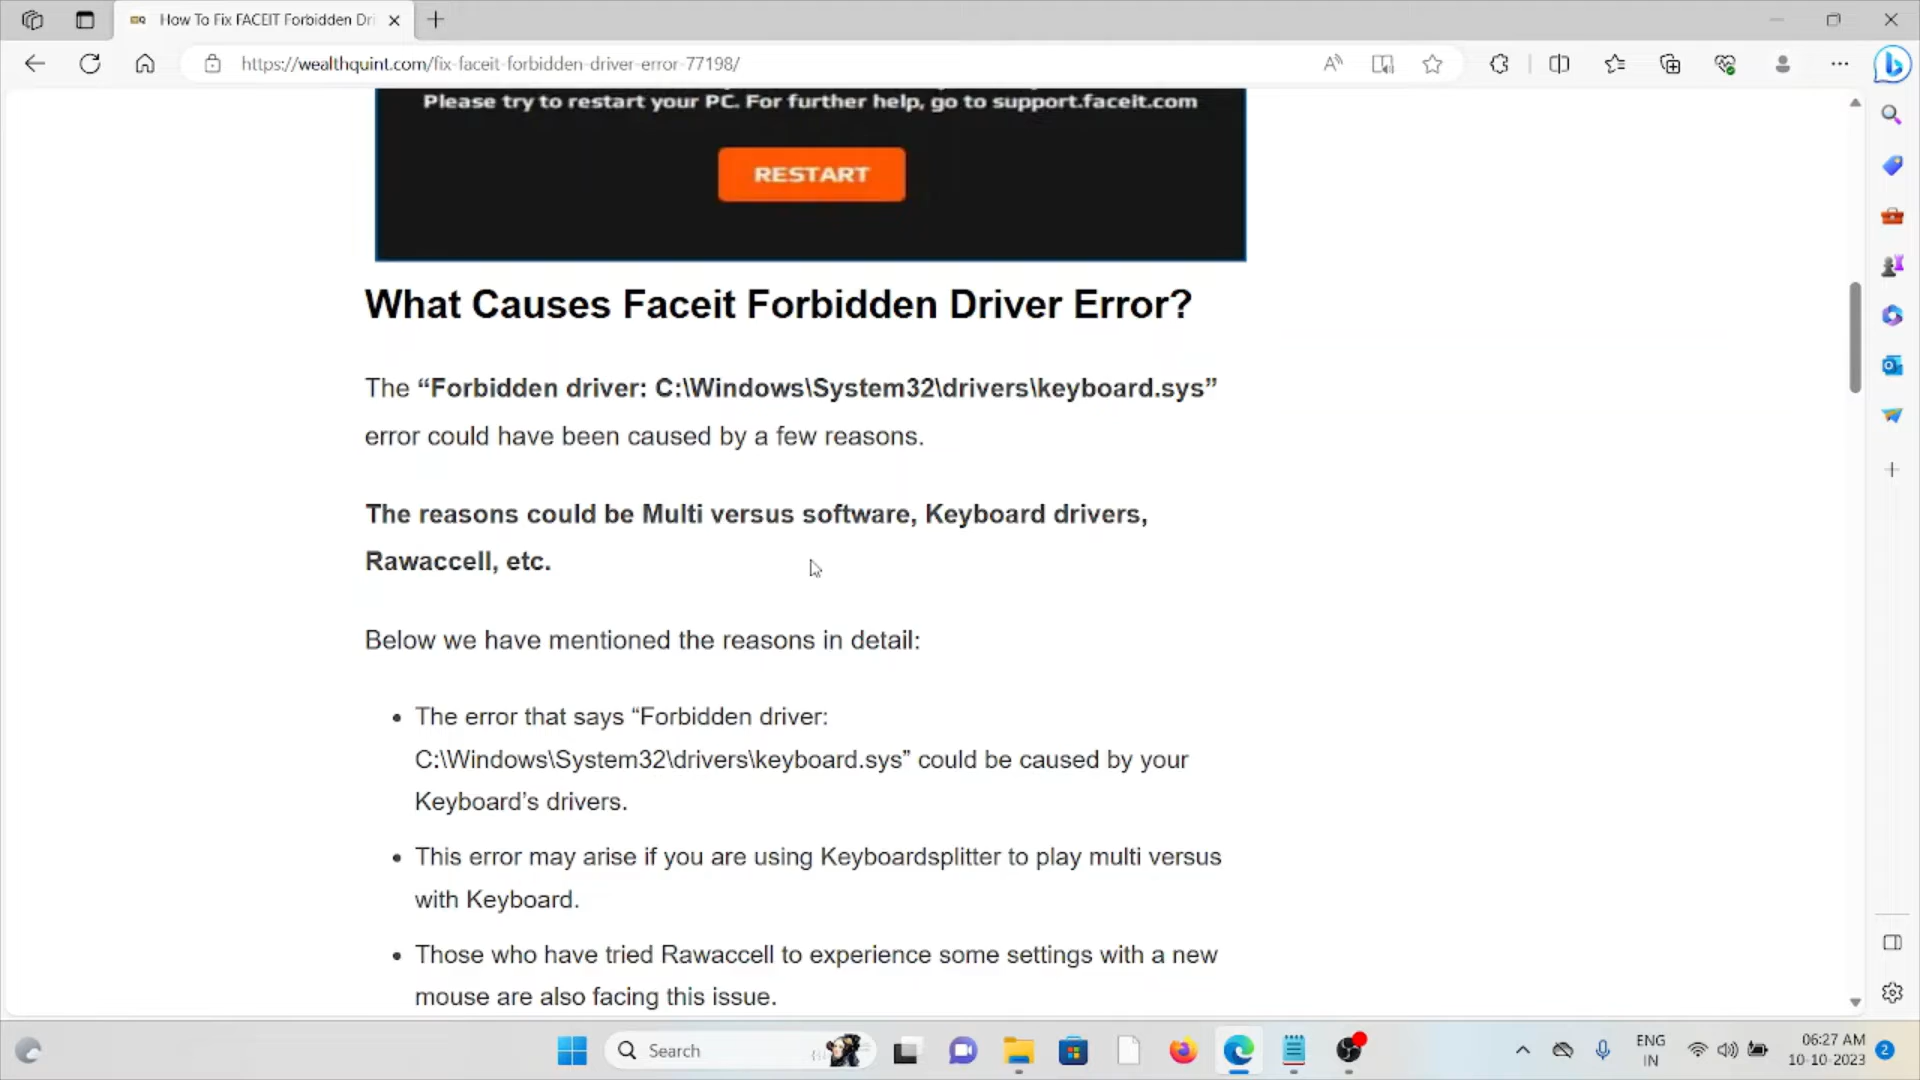 How To Fix FACEIT Forbidden Dri
https://wealthquint.com/fix-faceit-forbidden-driver-error-77198/
Please try to restart your PC. For further help, go to support.faceit.com
RESTART
What Causes Faceit Forbidden Driver Error?
The “Forbidden driver: C:\Windows\System32\drivers\keyboard.sys”
error could have been caused by a few reasons.
The reasons could be Multi versus software, Keyboard drivers,
Rawaccell, etc.
Below we have mentioned the reasons in detail:
• The error that says “Forbidden driver:
C:\Windows\System32\drivers\keyboard.sys” could be caused by your
Keyboard’s drivers.
• This error may arise if you are using Keyboardsplitter to play multi versus
with Keyboard.
• Those who have tried Rawaccell to experience some settings with a new
mouse are also facing this issue.
Search
ENG
IN
06:27 AM
10-10-2023
2